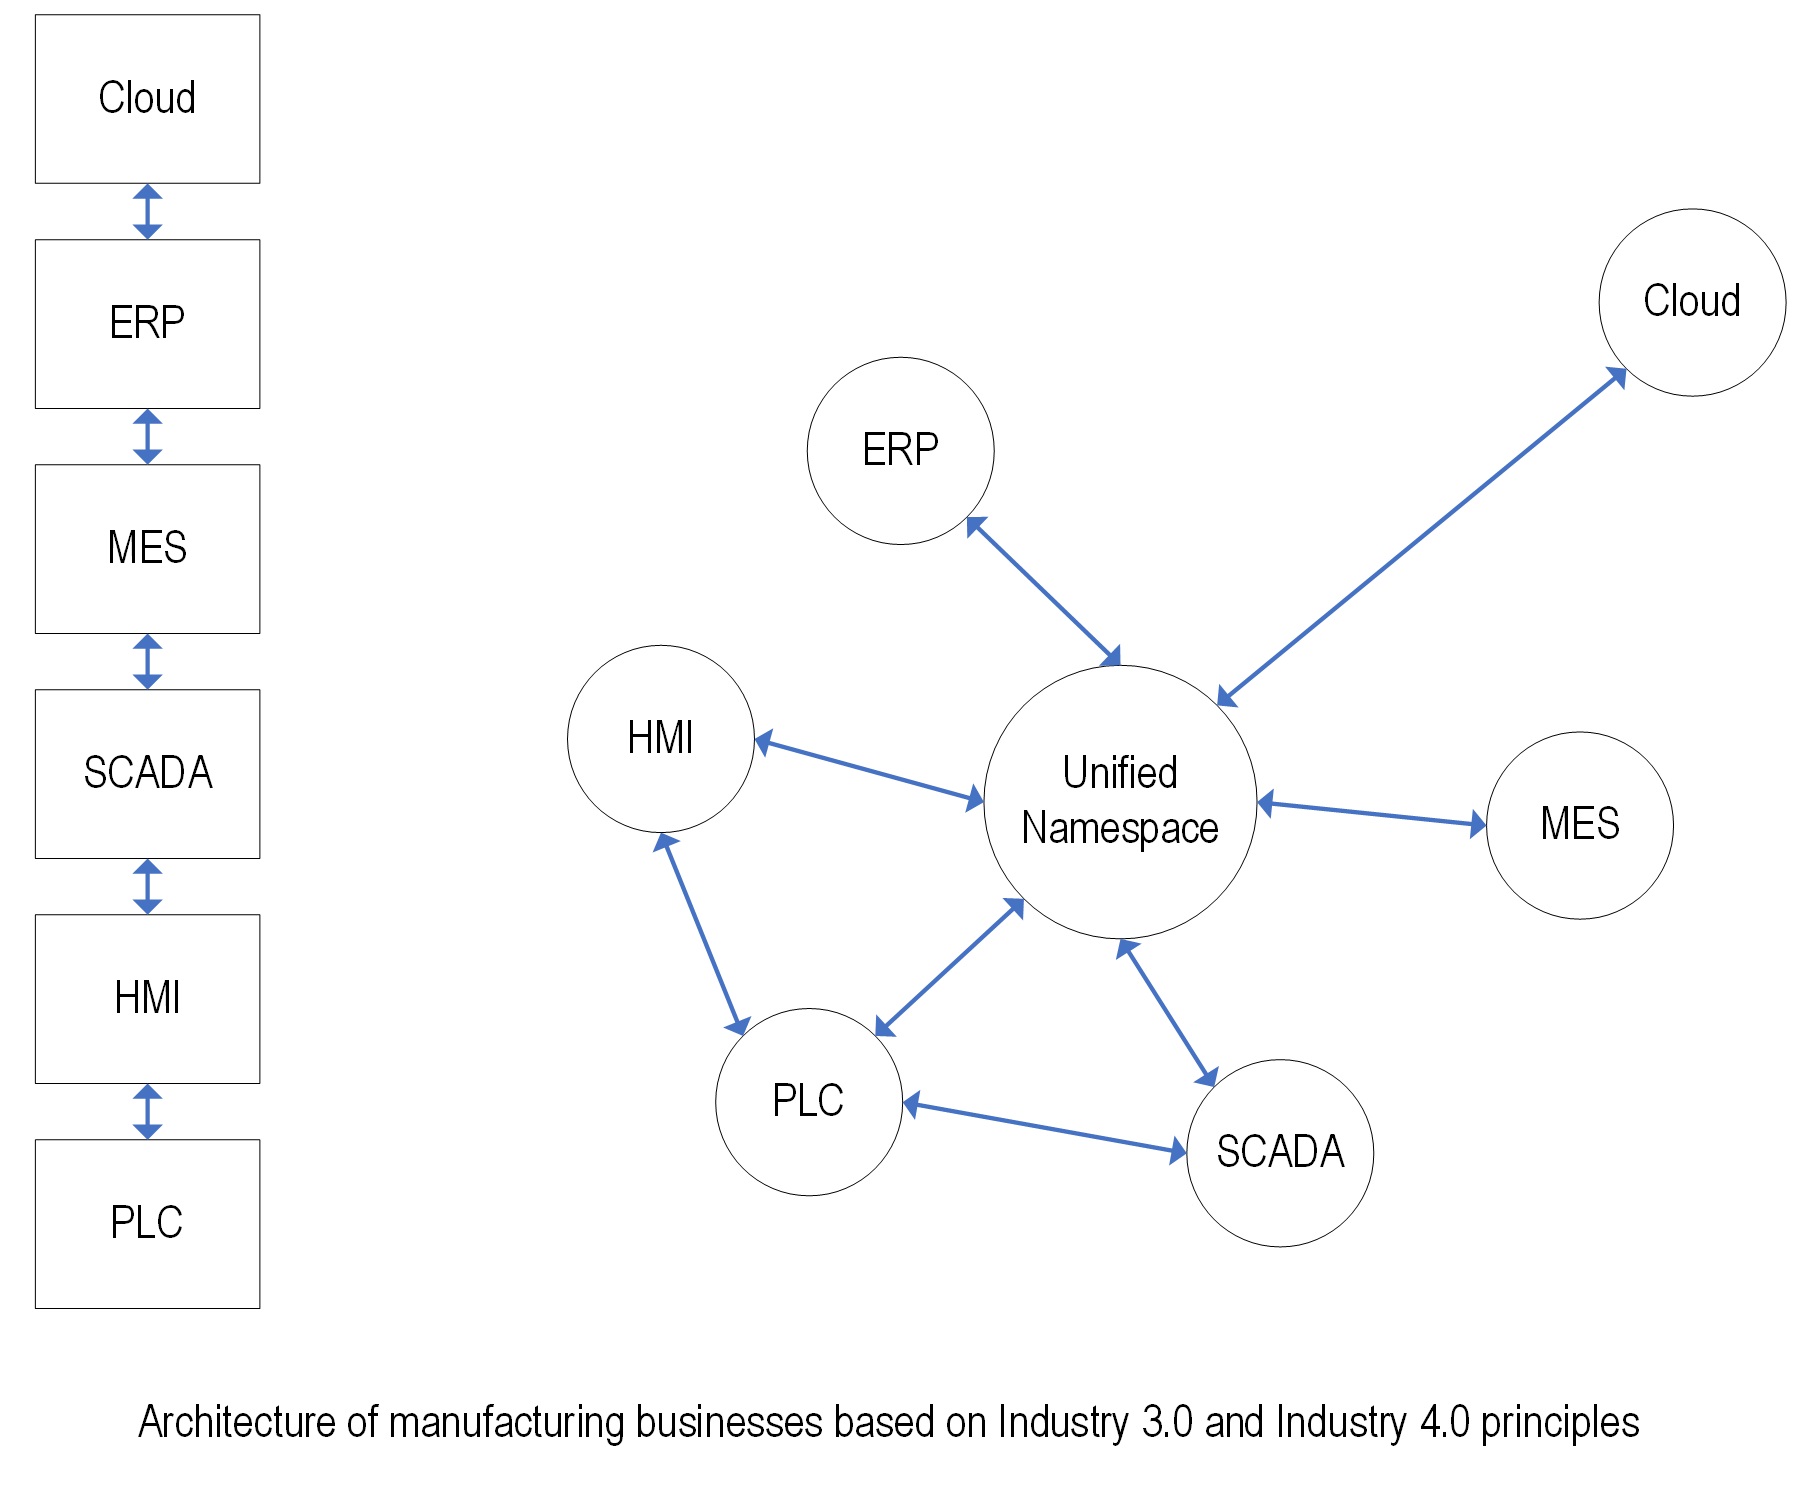 Cloud
ERP
MES
SCADA
HMI
PLC
Cloud
ERP
HMI
Unified
Namespace
MES
PLC
SCADA
Architecture of manufacturing businesses based on Industry 3.0 and Industry 4.0 principles